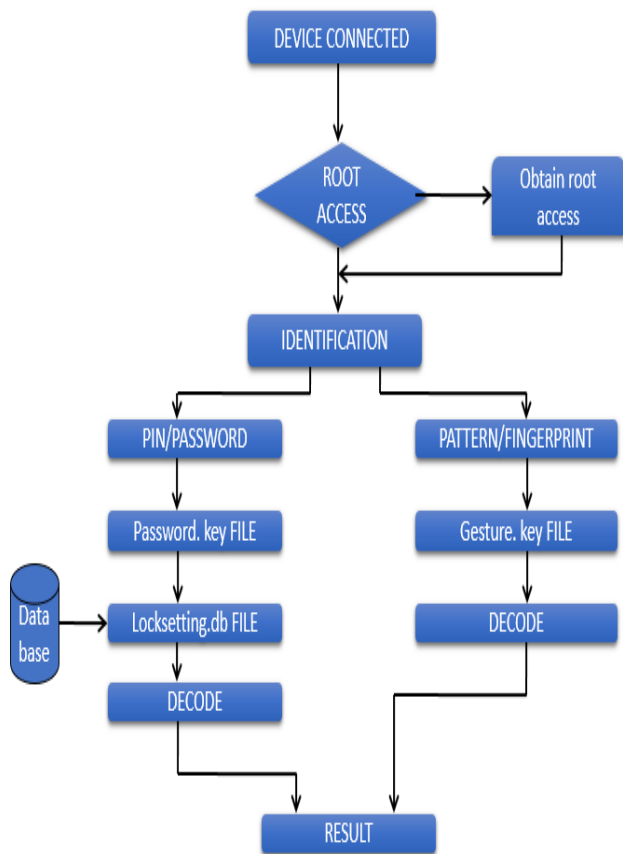 DEVICE CONNECTED
ROOT
ACCESS
Obtain root
access
IDENTIFICATION
PIN/PASSWORD
PATTERN/FINGERPRINT
Password. key FILE
Gesture. key FILE
Data
base
Locksetting.db FILE
DECODE
DECODE
RESULT